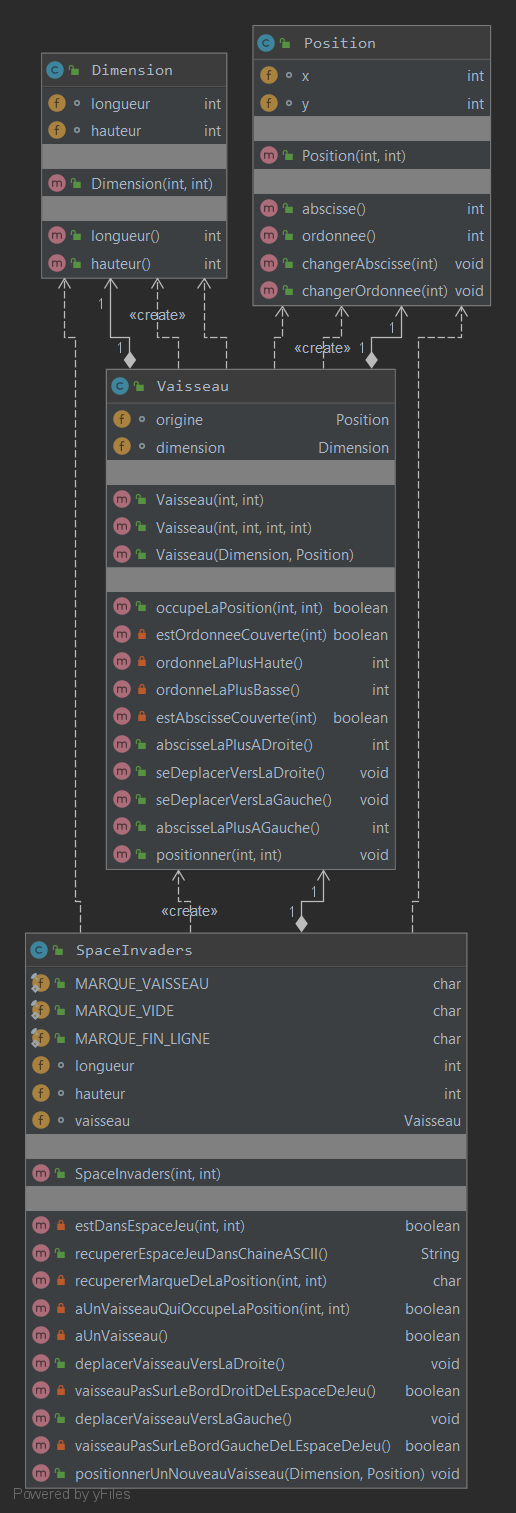 Dimension
longueur int
hauteur int
Dimension(int, int)
longueur() int
hauteur() int
Position
x int
y int
Position(int, int)
abscisse() int
ordonnee() int
changerAbscisse(int) void
changerOrdonnee(int) void
1
«create»
1
1
«create»
1
Vaisseau
origine Position
dimension Dimension
Vaisseau(int, int)
Vaisseau(int, int, int, int)
Vaisseau(Dimension, Position)
occupeLaPosition(int, int) boolean
estOrdonneeCouverte(int) boolean
ordonneLaPlusHaute() int
ordonneLaPlusBasse() int
estAbscisseCouverte(int) boolean
abscisseLaPlusADroite() int
seDeplacerVersLaDroite() void
seDeplacerVersLaGauche() void
abscisseLaPlusAGauche() int
positionner(int, int) void
1
«create» 1
SpaceInvaders
MARQUE_VAISSEAU char
MARQUE_VIDE char
MARQUE_FIN_LIGNE char
longueur int
hauteur int
vaisseau Vaisseau
SpaceInvaders(int, int)
estDansEspaceJeu(int, int) boolean
recupererEspaceJeuDansChaineASCII() String
recupererMarqueDeLaPosition(int, int) char
aUnVaisseauQuiOccupeLaPosition(int, int) boolean
aUnVaisseau() boolean
deplacerVaisseauVersLaDroite() void
vaisseauPasSurLeBordDroitDeLEspaceDeJeu() boolean
deplacerVaisseauVersLaGauche() void
vaisseauPasSurLeBordGaucheDeLEspaceDeJeu() boolean
positionnerUnNouveauVaisseau(Dimension, Position) void
Powered by yFiles